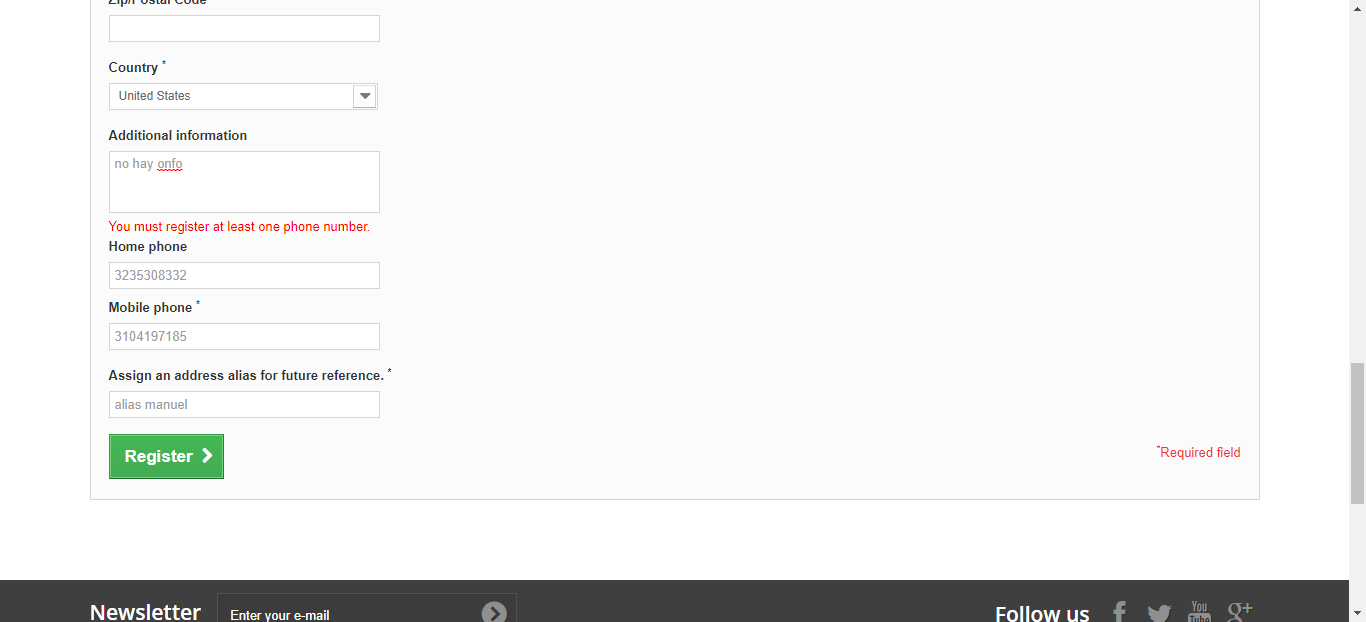 Zip/Postal Code
Country *
United States
Additional information
no hay onfo
You must register at least one phone number.
Home phone
3235308332
Mobile phone *
3104197185
Assign an address alias for future reference. *
alias manuel
Register
*Required field
Newsletter
Enter your e-mail
Follow us
You
Tube
g+